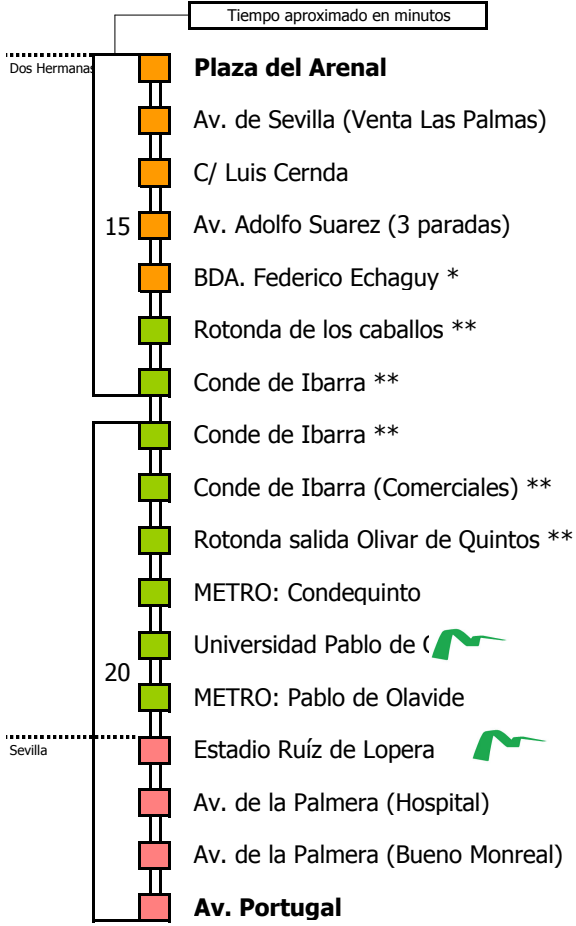 Tiempo aproximado en minutos
Dos Hermanas
Plaza del Arenal
Av. de Sevilla (Venta Las Palmas)
C/ Luis Cernda
15
Av. Adolfo Suarez (3 paradas)
BDA. Federico Echaguy *
Rotonda de los caballos **
Conde de Ibarra **
Conde de Ibarra **
Conde de Ibarra (Comerciales) **
Rotonda salida Olivar de Quintos **
METRO: Condequinto
Universidad Pablo de
20
METRO: Pablo de Olavide
Sevilla
Estadio Ruíz de Lopera
Av. de la Palmera (Hospital)
Av. de la Palmera (Bueno Monreal)
Av. Portugal